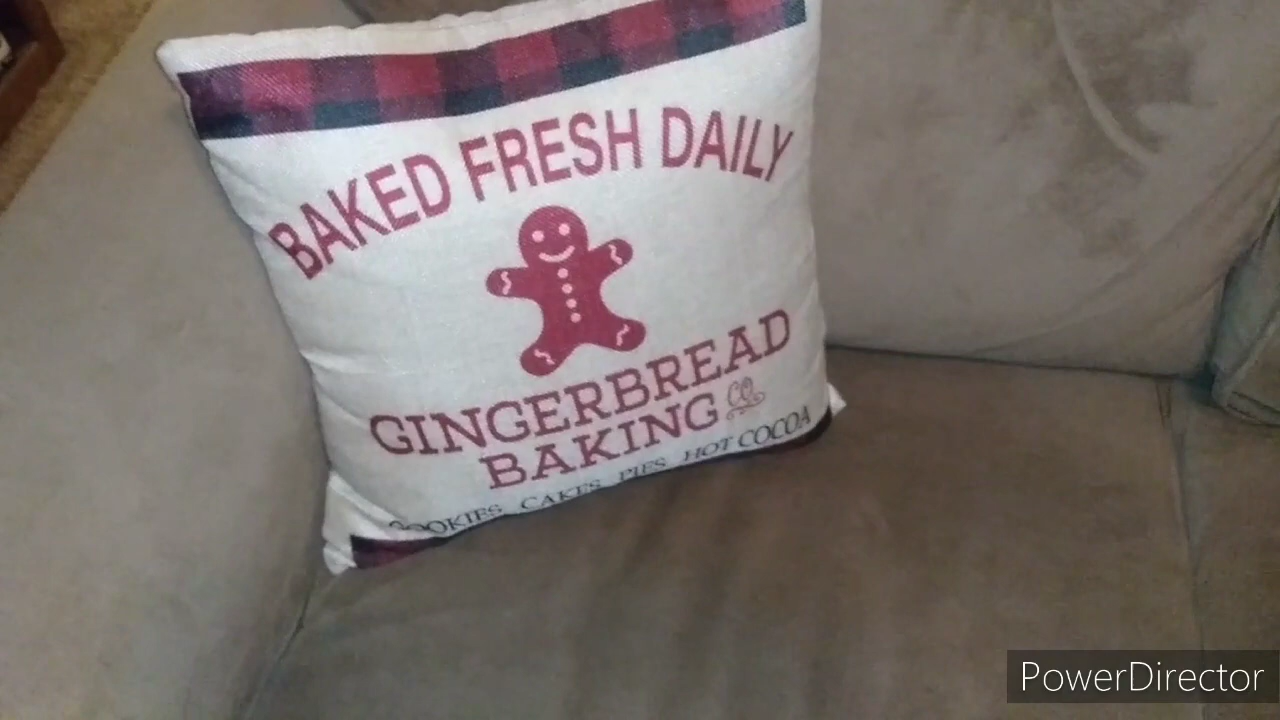 BAKED FRESH DAILY
GINGERBREAD
BAKING CO.
COOKIES CAKES PIES HOT COCOA
PowerDirector